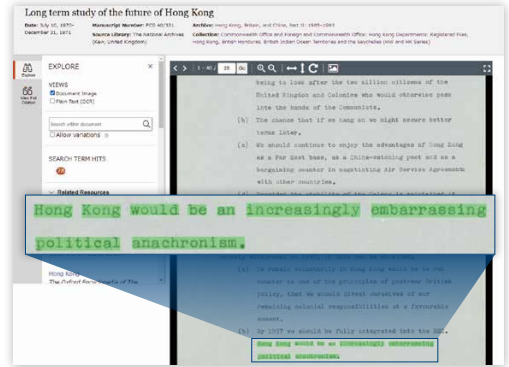 Long term study of the future of Hong Kong
Date: July 10, 1970-
December 31, 1971
Manuscript Number: FCO 40/331
Source Library: The National Archives
(Kew, United Kingdom)
Archive: Hong Kong, Britain, and China, Part II: 1965-1993
Collection: Commonwealth Office and Foreign and Commonwealth Office: Hong Kong Departments: Registered Files,
Hong Kong, British Honduras, British Indian Ocean Territories and the Seychelles (HW and HK Series)
Explore
View Full
Citation
EXPLORE
VIEWS
Document Image
Plain Text (OCR)
Search within document
Allow variations
SEARCH TERM HITS
Related Resources
Hong Kong
The Oxford Encyclopedia of The
Go
being to look after the two million citizens of the
United Kingdom and Colonies who would otherwise pass
into the hands of the Communists.
(b) The chance that if we hang on we might secure better
terms later.
(c) We should continue to enjoy the advantages of Hong Kong
as a Far East base, as a China-watching post and as a
bargaining counter in negotiating Air Service Agreements
with other countries.
Hong Kong would be an increasingly embarrassing
political anachronism.
(a) To remain voluntarily in Hong Kong would be to run
counter to one of the principles of postwar British
policy, that we should divest ourselves of our
remaining colonial responsibilities at a favourable
moment.
(b) By 1997 we should be fully integrated into the EEC.
Hong Kong would be an increasingly embarrassing
political anachronism.